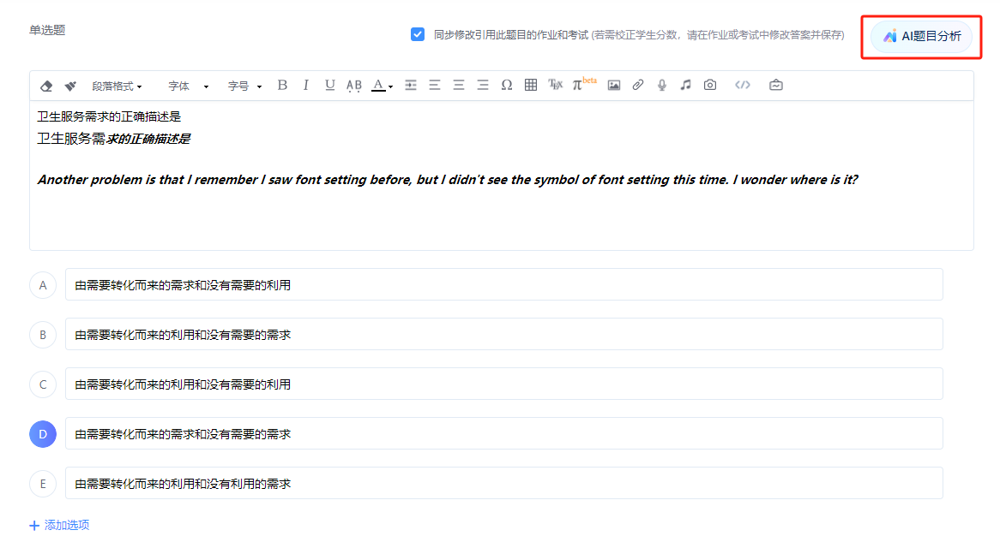 单选题
同步修改引用此题目的作业和考试 (若需校正学生分数，请在作业或考试中修改答案并保存)
AI题目分析
段落格式 字体 字号 B I U AB A Ω TEX π beta </>
卫生服务需求的正确描述是
卫生服务需求的正确描述是
Another problem is that I remember I saw font setting before, but I didn't see the symbol of font setting this time. I wonder where is it?
A 由需要转化而来的需求和没有需要的利用
B 由需要转化而来的利用和没有需要的需求
C 由需要转化而来的利用和没有需要的利用
D 由需要转化而来的需求和没有需要的需求
E 由需要转化而来的利用和没有利用的需求
+ 添加选项